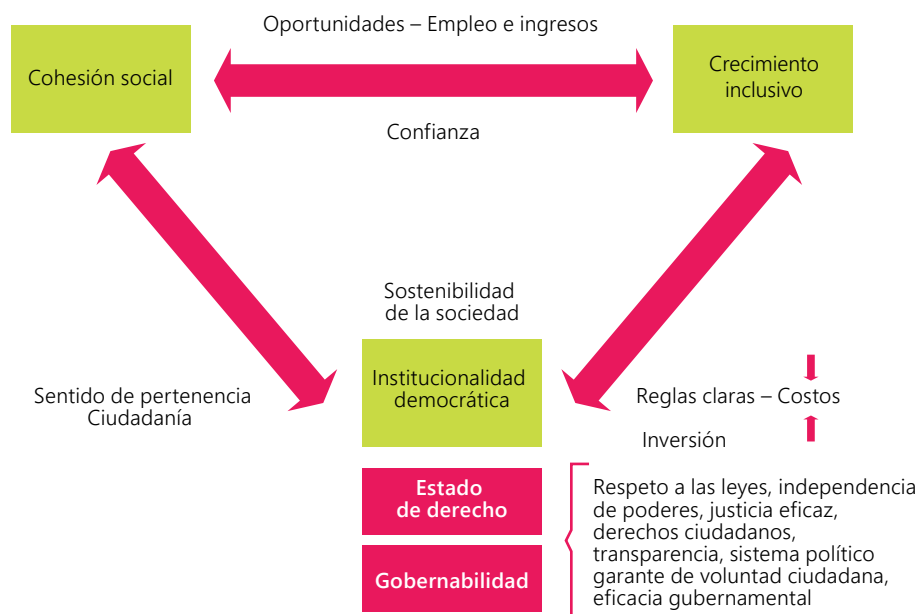 Oportunidades – Empleo e ingresos
Cohesión social
Crecimiento
inclusivo
Confianza
Sostenibilidad
de la sociedad
Sentido de pertenencia
Ciudadanía
Institucionalidad
democrática
Reglas claras – Costos
Inversión
Estado
de derecho
Gobernabilidad
Respeto a las leyes, independencia
de poderes, justicia eficaz,
derechos ciudadanos,
transparencia, sistema político
garante de voluntad ciudadana,
eficacia gubernamental